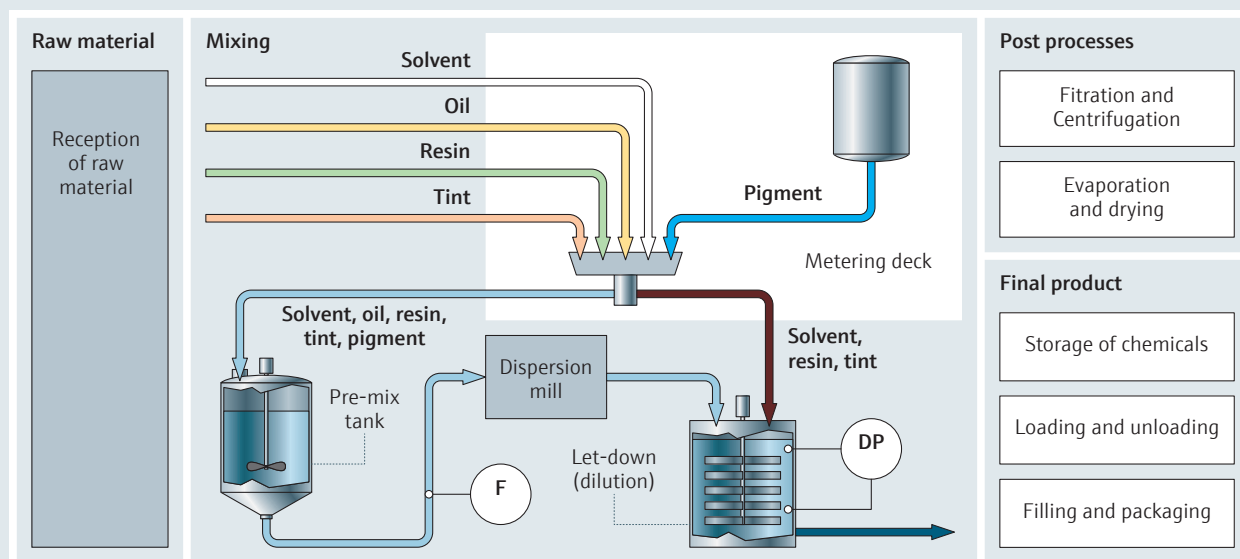 Raw material
Reception
of raw
material
Mixing
Solvent
Oil
Resin
Tint
Pigment
Metering deck
Solvent, oil, resin,
tint, pigment
Solvent,
resin, tint
Pre-mix
tank
Dispersion
mill
F
Let-down
(dilution)
DP
Post processes
Fitration and
Centrifugation
Evaporation
and drying
Final product
Storage of chemicals
Loading and unloading
Filling and packaging